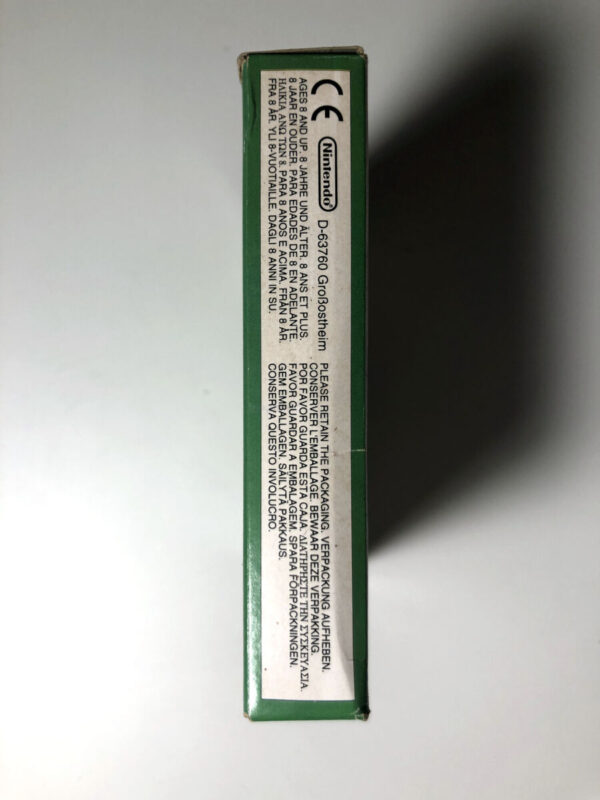 CE
Nintendo® D-63760 Großostheim
AGES 8 AND UP. 8 JAHRE UND ÄLTER. 8 ANS ET PLUS.
8 JAAR EN OUDER. PARA EDADES DE 8 EN ADELANTE.
ΗΛΙΚΙΑ ΑΝΩ ΤΩΝ 8. PARA 8 ANOS E ACIMA. FRÅN 8 ÅR.
FRA 8 ÅR. YLI 8-VUOTIAILLE. DAGLI 8 ANNI IN SU.
PLEASE RETAIN THE PACKAGING. VERPACKUNG AUFHEBEN.
CONSERVER L'EMBALLAGE. BEWAAR DEZE VERPAKKING.
POR FAVOR GUARDA ESTA CAJA. ΔΙΑΤΗΡΗΣΤΕ ΤΗΝ ΣΥΣΚΕΥΑΣΙΑ.
FAVOR GUARDAR A EMBALAGEM. SPARA FÖRPACKNINGEN.
GEM EMBALLAGEN. SÄILYTÄ PAKKAUS.
CONSERVA QUESTO INVOLUCRO.